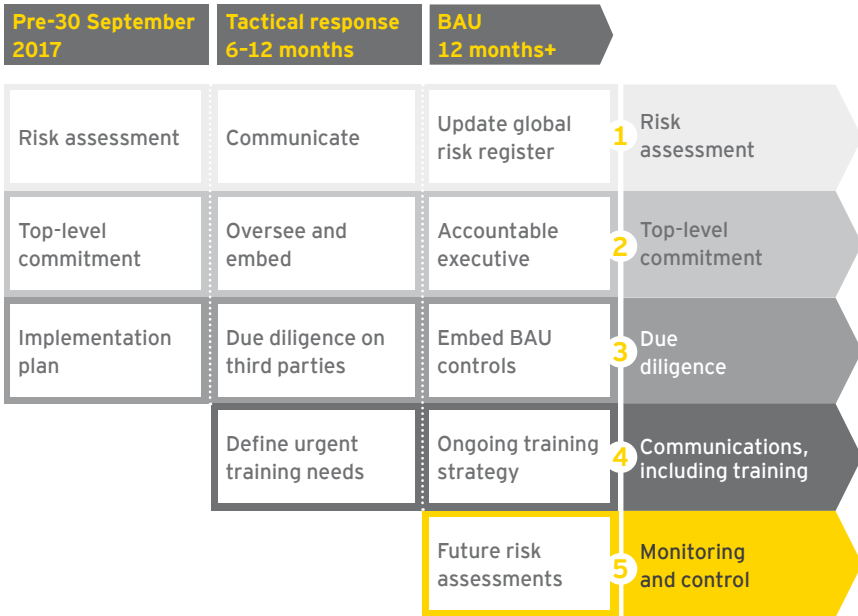 Pre-30 September
2017
Tactical response
6–12 months
BAU
12 months+
Risk assessment
Communicate
Update global
risk register
1
Risk
assessment
Top-level
commitment
Oversee and
embed
Accountable
executive
2
Top-level
commitment
Implementation
plan
Due diligence on
third parties
Embed BAU
controls
3
Due
diligence
Define urgent
training needs
Ongoing training
strategy
4
Communications,
including training
Future risk
assessments
5
Monitoring
and control